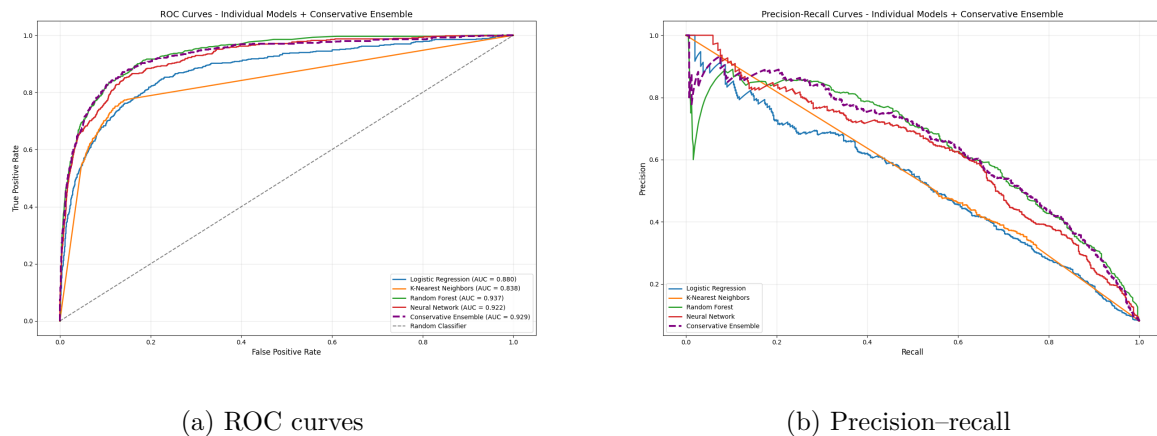 ROC Curves - Individual Models + Conservative Ensemble
1.0
0.8
0.6
0.4
0.2
0.0
True Positive Rate
0.0
0.2
0.4
0.6
0.8
1.0
False Positive Rate
Logistic Regression (AUC = 0.880)
K-Nearest Neighbors (AUC = 0.838)
Random Forest (AUC = 0.937)
Neural Network (AUC = 0.922)
Conservative Ensemble (AUC = 0.929)
Random Classifier
(a) ROC curves
Precision-Recall Curves - Individual Models + Conservative Ensemble
1.0
0.8
0.6
0.4
0.2
Precision
0.0
0.2
0.4
0.6
0.8
1.0
Recall
Logistic Regression
K-Nearest Neighbors
Random Forest
Neural Network
Conservative Ensemble
(b) Precision–recall